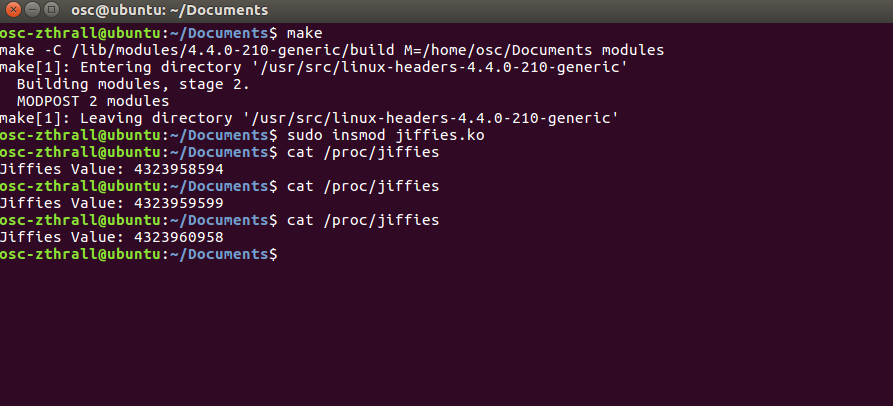 osc@ubuntu: ~/Documents
osc-zthrall@ubuntu:~/Documents$ make
make -C /lib/modules/4.4.0-210-generic/build M=/home/osc/Documents modules
make[1]: Entering directory '/usr/src/linux-headers-4.4.0-210-generic'
  Building modules, stage 2.
  MODPOST 2 modules
make[1]: Leaving directory '/usr/src/linux-headers-4.4.0-210-generic'
osc-zthrall@ubuntu:~/Documents$ sudo insmod jiffies.ko
osc-zthrall@ubuntu:~/Documents$ cat /proc/jiffies
Jiffies Value: 4323958594
osc-zthrall@ubuntu:~/Documents$ cat /proc/jiffies
Jiffies Value: 4323959599
osc-zthrall@ubuntu:~/Documents$ cat /proc/jiffies
Jiffies Value: 4323960958
osc-zthrall@ubuntu:~/Documents$